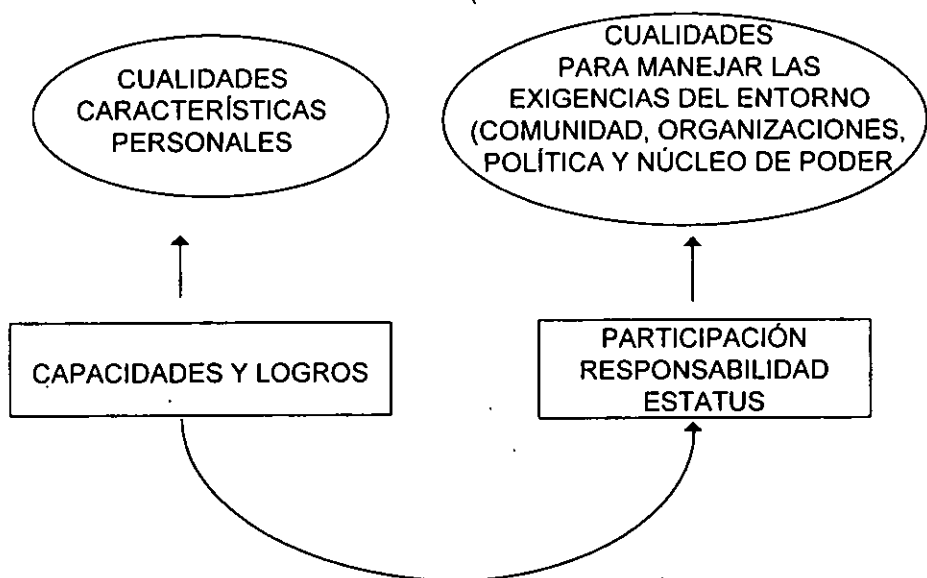 CUALIDADES
CARACTERÍSTICAS
PERSONALES
CUALIDADES
PARA MANEJAR LAS
EXIGENCIAS DEL ENTORNO
(COMUNIDAD, ORGANIZACIONES,
POLÍTICA Y NÚCLEO DE PODER
CAPACIDADES Y LOGROS
PARTICIPACIÓN
RESPONSABILIDAD
ESTATUS